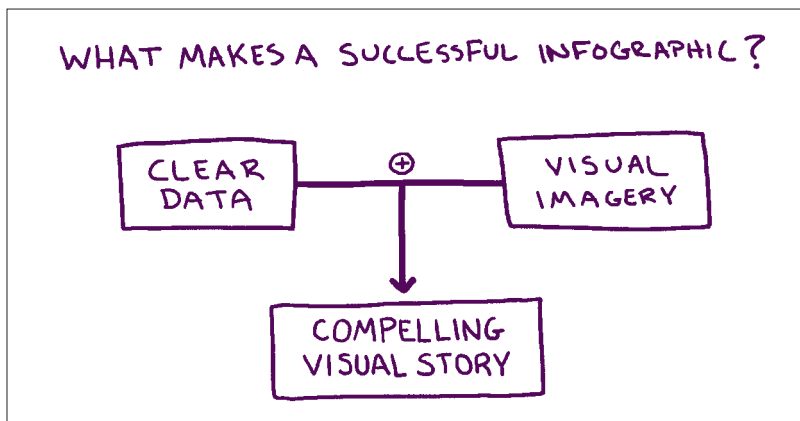 WHAT MAKES A SUCCESSFUL INFOGRAPHIC?
CLEAR
DATA
+
VISUAL
IMAGERY
COMPELLING
VISUAL STORY